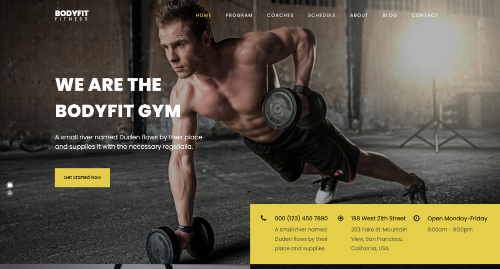 BODYFIT
FITNESS
HOME PROGRAM COACHES SCHEDULE ABOUT BLOG CONTACT
WE ARE THE
BODYFIT GYM
A small river named Duden flows by their place
and supplies it with the necessary regelialia.
Get Started Now
000 (123) 456 7890
A small river named
Duden flows by their
place and supplies.
198 West 21th Street
203 Fake St. Mountain
View, San Francisco,
California, USA
Open Monday-Friday
8:00am - 9:00pm